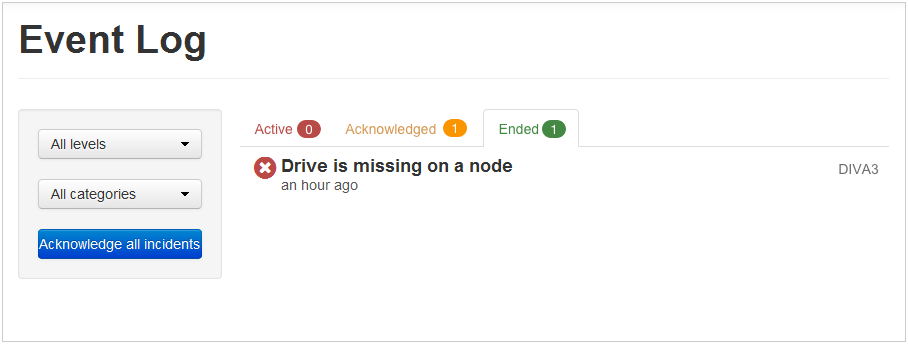 Event Log
All levels
All categories
Acknowledge all incidents
Active 0 Acknowledged 1 Ended 1
Drive is missing on a node DIVA3
an hour ago